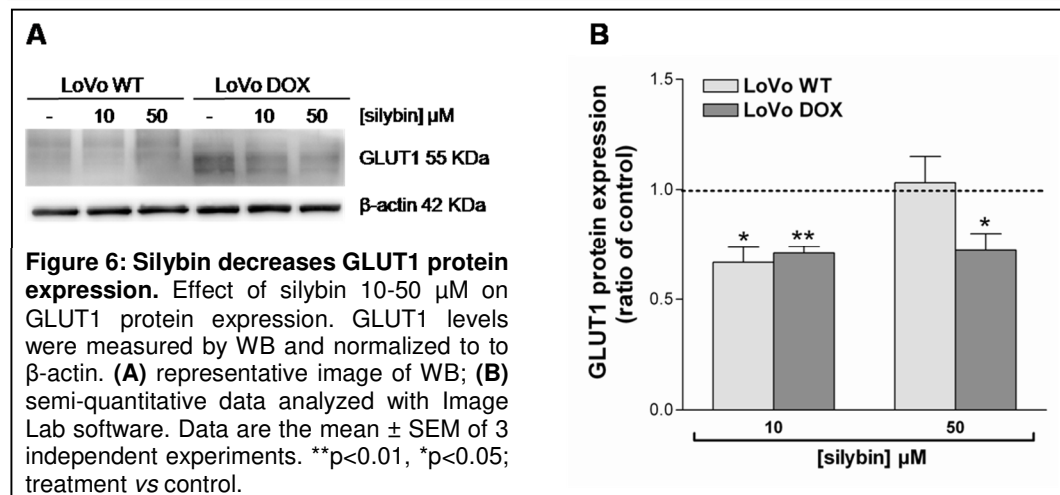 A
LoVo WT LoVo DOX
- 10 50 - 10 50 [silybin] µM
GLUT1 55 KDa
β-actin 42 KDa
Figure 6: Silybin decreases GLUT1 protein
expression. Effect of silybin 10-50 µM on
GLUT1 protein expression. GLUT1 levels
were measured by WB and normalized to to
β-actin. (A) representative image of WB; (B)
semi-quantitative data analyzed with Image
Lab software. Data are the mean ± SEM of 3
independent experiments. **p<0.01, *p<0.05;
treatment vs control.
B
GLUT1 protein expression
(ratio of control)
1.5
1.0
0.5
0.0
LoVo WT
LoVo DOX
* ** *
10 50
[silybin] µM